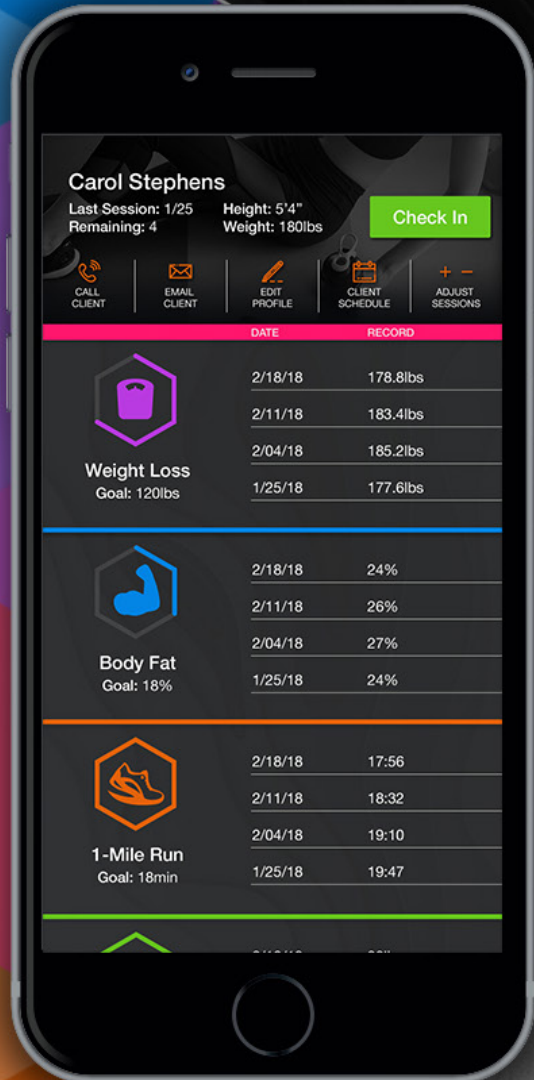 Carol Stephens
Last Session: 1/25 Height: 5'4"
Remaining: 4 Weight: 180lbs
Check In
CALL CLIENT
EMAIL CLIENT
EDIT PROFILE
CLIENT SCHEDULE
+ − ADJUST SESSIONS
DATE RECORD
Weight Loss
Goal: 120lbs
2/18/18 178.8lbs
2/11/18 183.4lbs
2/04/18 185.2lbs
1/25/18 177.6lbs
Body Fat
Goal: 18%
2/18/18 24%
2/11/18 26%
2/04/18 27%
1/25/18 24%
1-Mile Run
Goal: 18min
2/18/18 17:56
2/11/18 18:32
2/04/18 19:10
1/25/18 19:47